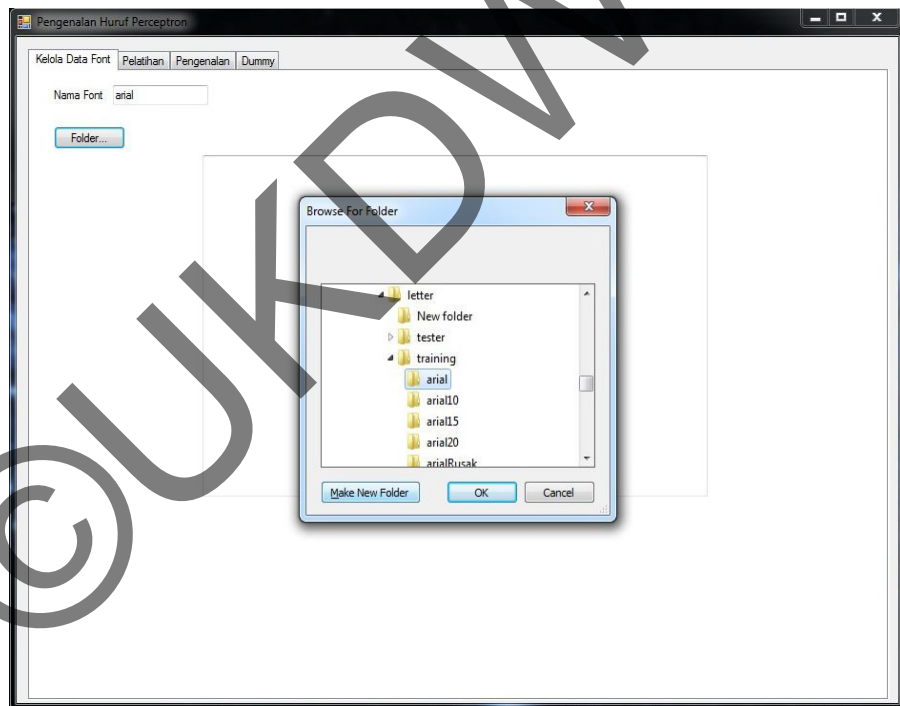 Pengenalan Huruf Perceptron
Kelola Data Font Pelatihan Pengenalan Dummy
Nama Font arial
Folder...
Browse For Folder
letter
New folder
tester
training
arial
arial10
arial15
arial20
arialRusak
Make New Folder OK Cancel
©UKDW